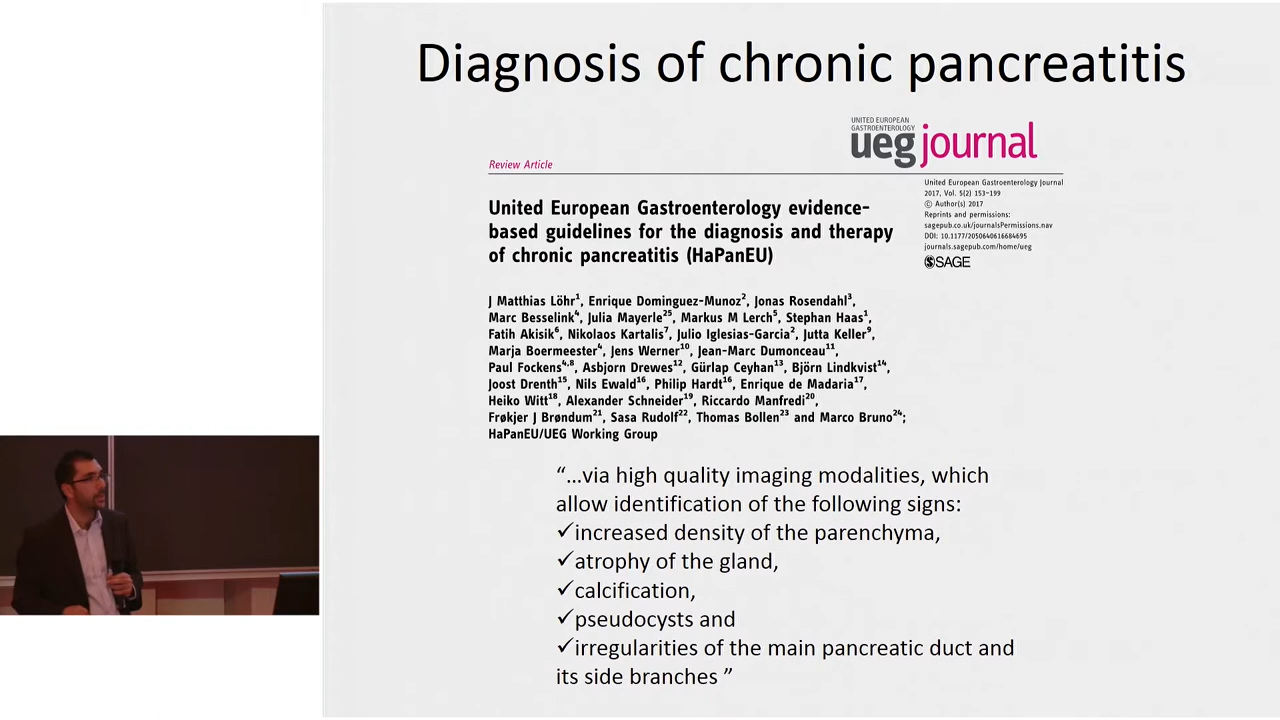 Diagnosis of chronic pancreatitis
UNITED EUROPEAN
GASTROENTEROLOGY
ueg journal
Review Article
United European Gastroenterology Journal
2017, Vol. 5(2) 153–199
© Author(s) 2017
Reprints and permissions:
sagepub.co.uk/journalsPermissions.nav
DOI: 10.1177/2050640616684695
journals.sagepub.com/home/ueg
SAGE
United European Gastroenterology evidence-
based guidelines for the diagnosis and therapy
of chronic pancreatitis (HaPanEU)
J Matthias Löhr1, Enrique Dominguez-Munoz2, Jonas Rosendahl3,
Marc Besselink4, Julia Mayerle25, Markus M Lerch5, Stephan Haas1,
Fatih Akisik6, Nikolaos Kartalis7, Julio Iglesias-Garcia2, Jutta Keller9,
Marja Boermeester4, Jens Werner10, Jean-Marc Dumonceau11,
Paul Fockens4,8, Asbjorn Drewes12, Gürlap Ceyhan13, Björn Lindkvist14,
Joost Drenth15, Nils Ewald16, Philip Hardt16, Enrique de Madaria17,
Heiko Witt18, Alexander Schneider19, Riccardo Manfredi20,
Frøkjer J Brøndum21, Sasa Rudolf22, Thomas Bollen23 and Marco Bruno24;
HaPanEU/UEG Working Group
“…via high quality imaging modalities, which
allow identification of the following signs:
✓increased density of the parenchyma,
✓atrophy of the gland,
✓calcification,
✓pseudocysts and
✓irregularities of the main pancreatic duct and
its side branches ”